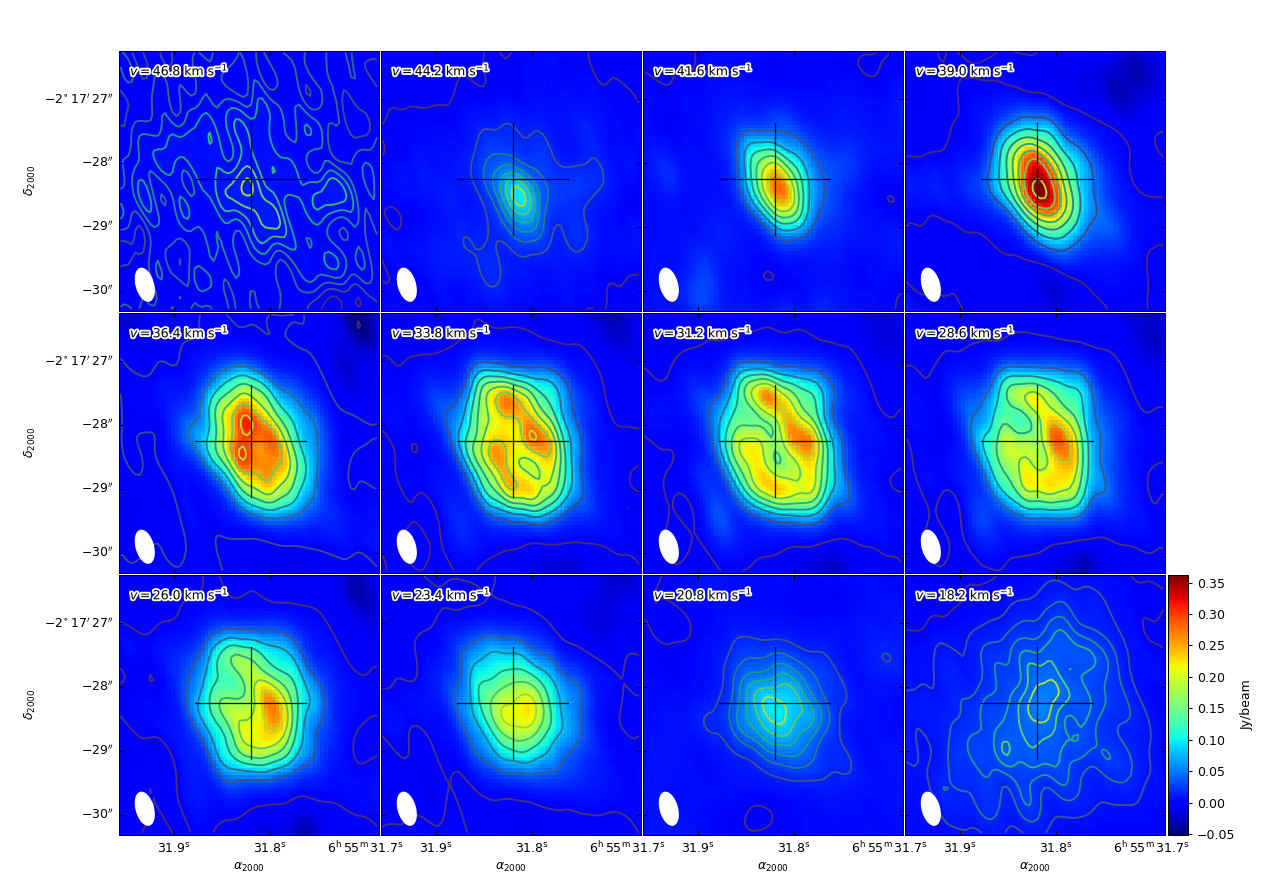 v = 46.8 km s⁻¹ v = 44.2 km s⁻¹ v = 41.6 km s⁻¹ v = 39.0 km s⁻¹
−2°17′27″
−28″
δ2000
−29″
−30″
v = 36.4 km s⁻¹ v = 33.8 km s⁻¹ v = 31.2 km s⁻¹ v = 28.6 km s⁻¹
−2°17′27″
−28″
δ2000
−29″
−30″
v = 26.0 km s⁻¹ v = 23.4 km s⁻¹ v = 20.8 km s⁻¹ v = 18.2 km s⁻¹
−2°17′27″
−28″
δ2000
−29″
−30″
0.35
0.30
0.25
0.20
0.15
0.10
0.05
0.00
−0.05
Jy/beam
31.9ˢ 31.8ˢ 6ʰ55ᵐ31.7ˢ 31.9ˢ 31.8ˢ 6ʰ55ᵐ31.7ˢ 31.9ˢ 31.8ˢ 6ʰ55ᵐ31.7ˢ 31.9ˢ 31.8ˢ 6ʰ55ᵐ31.7ˢ
α2000 α2000 α2000 α2000